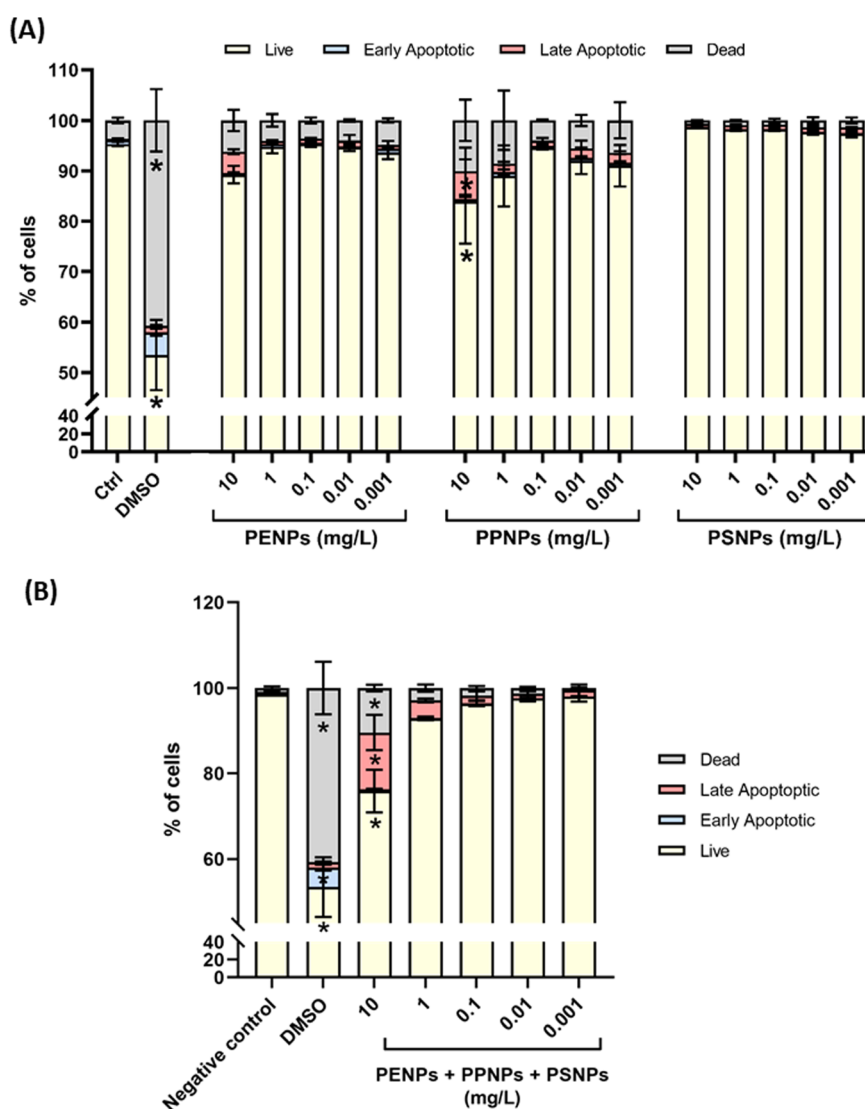 (A)
Live Early Apoptotic Late Apoptotic Dead
110
100
90
80
70
60
50
40
20
0
% of cells
* * * *
Ctrl DMSO 10 1 0.1 0.01 0.001 10 1 0.1 0.01 0.001 10 1 0.1 0.01 0.001
PENPs (mg/L) PPNPs (mg/L) PSNPs (mg/L)
(B)
120
100
80
60
40
20
0
% of cells
* * * * * *
Dead
Late Apoptoptic
Early Apoptotic
Live
Negative control DMSO 10 1 0.1 0.01 0.001
PENPs + PPNPs + PSNPs
(mg/L)